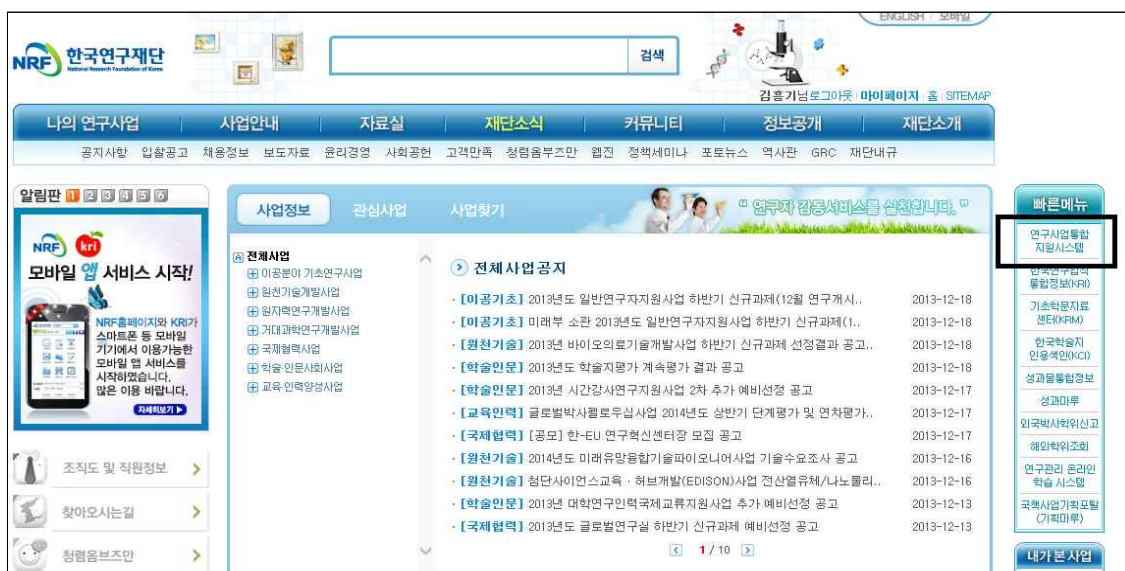 ENGLISH 모바일
NRF 한국연구재단
National Research Foundation of Korea
검색
김흥기님 로그아웃 마이페이지 홈 SITEMAP
나의 연구사업 사업안내 자료실 재단소식 커뮤니티 정보공개 재단소개
공지사항 입찰공고 채용정보 보도자료 윤리경영 사회공헌 고객만족 청렴옴부즈만 웹진 정책세미나 포토뉴스 역사관 GRC 재단내규
알림판 1 2 3 4 5 6
NRF kri
모바일 앱 서비스 시작!
NRF홈페이지와 KRI가
스마트폰 등 모바일
기기에서 이용가능한
모바일 앱 서비스를
시작하였습니다.
많은 이용 바랍니다.
자세히보기
조직도 및 직원정보
찾아오시는길
청렴옴브즈만
사업정보 관심사업 사업찾기
" 연구자 감동서비스를 실천합니다. "
전체사업
이공분야 기초연구사업
원천기술개발사업
원자력연구개발사업
거대과학연구개발사업
국제협력사업
학술·인문사회사업
교육·인력양성사업
전체사업공지
· [이공기초] 2013년도 일반연구자지원사업 하반기 신규과제(12월 연구개시.. 2013-12-18
· [이공기초] 미래부 소관 2013년도 일반연구자지원사업 하반기 신규과제(1.. 2013-12-18
· [원천기술] 2013년 바이오의료기술개발사업 하반기 신규과제 선정결과 공고.. 2013-12-18
· [학술인문] 2013년도 학술지평가 계속평가 결과 공고 2013-12-18
· [학술인문] 2013년 시간강사연구지원사업 2차 추가 예비선정 공고 2013-12-17
· [교육인력] 글로벌박사펠로우십사업 2014년도 상반기 단계평가 및 연차평가.. 2013-12-17
· [국제협력] [공모] 한-EU 연구혁신센터장 모집 공고 2013-12-17
· [원천기술] 2014년도 미래유망융합기술파이오니어사업 기술수요조사 공고 2013-12-16
· [원천기술] 첨단사이언스교육·허브개발(EDISON)사업 전산열유체/나노물리.. 2013-12-16
· [학술인문] 2013년 대학연구인력국제교류지원사업 추가 예비선정 공고 2013-12-13
· [국제협력] 2013년도 글로벌연구실 하반기 신규과제 예비선정 공고 2013-12-13
1 / 10
빠른메뉴
연구사업통합
지원시스템
한국연구업적
통합정보(KRI)
기초학문자료
센터(KRM)
한국학술지
인용색인(KCI)
성과물통합정보
성과마루
외국박사학위신고
해외학위조회
연구관리 온라인
학습 시스템
국책사업기획포탈
(기획마루)
내가 본 사업